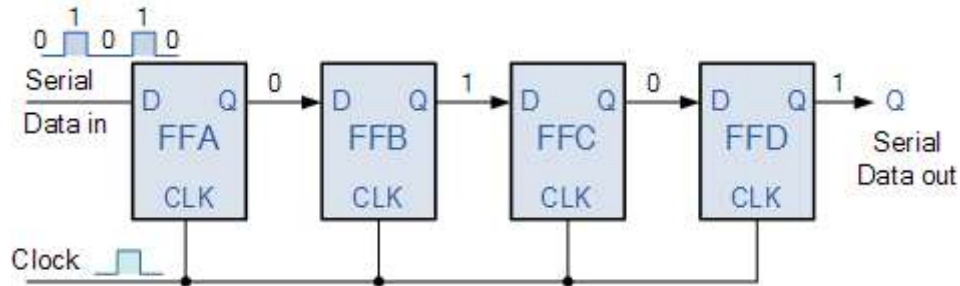 1 1
0 0 0
Serial
Data in
0 1 0 1
D Q D Q D Q D Q Q
FFA FFB FFC FFD
Serial
Data out
CLK CLK CLK CLK
Clock